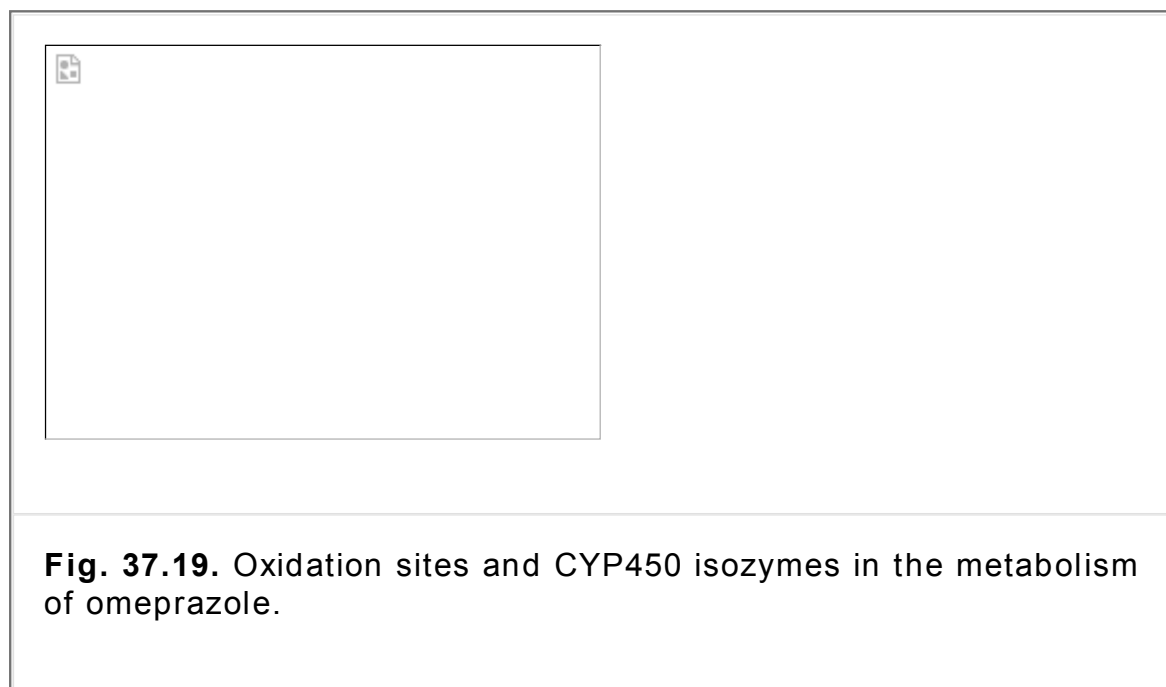 Fig. 37.19. Oxidation sites and CYP450 isozymes in the metabolism
of omeprazole.